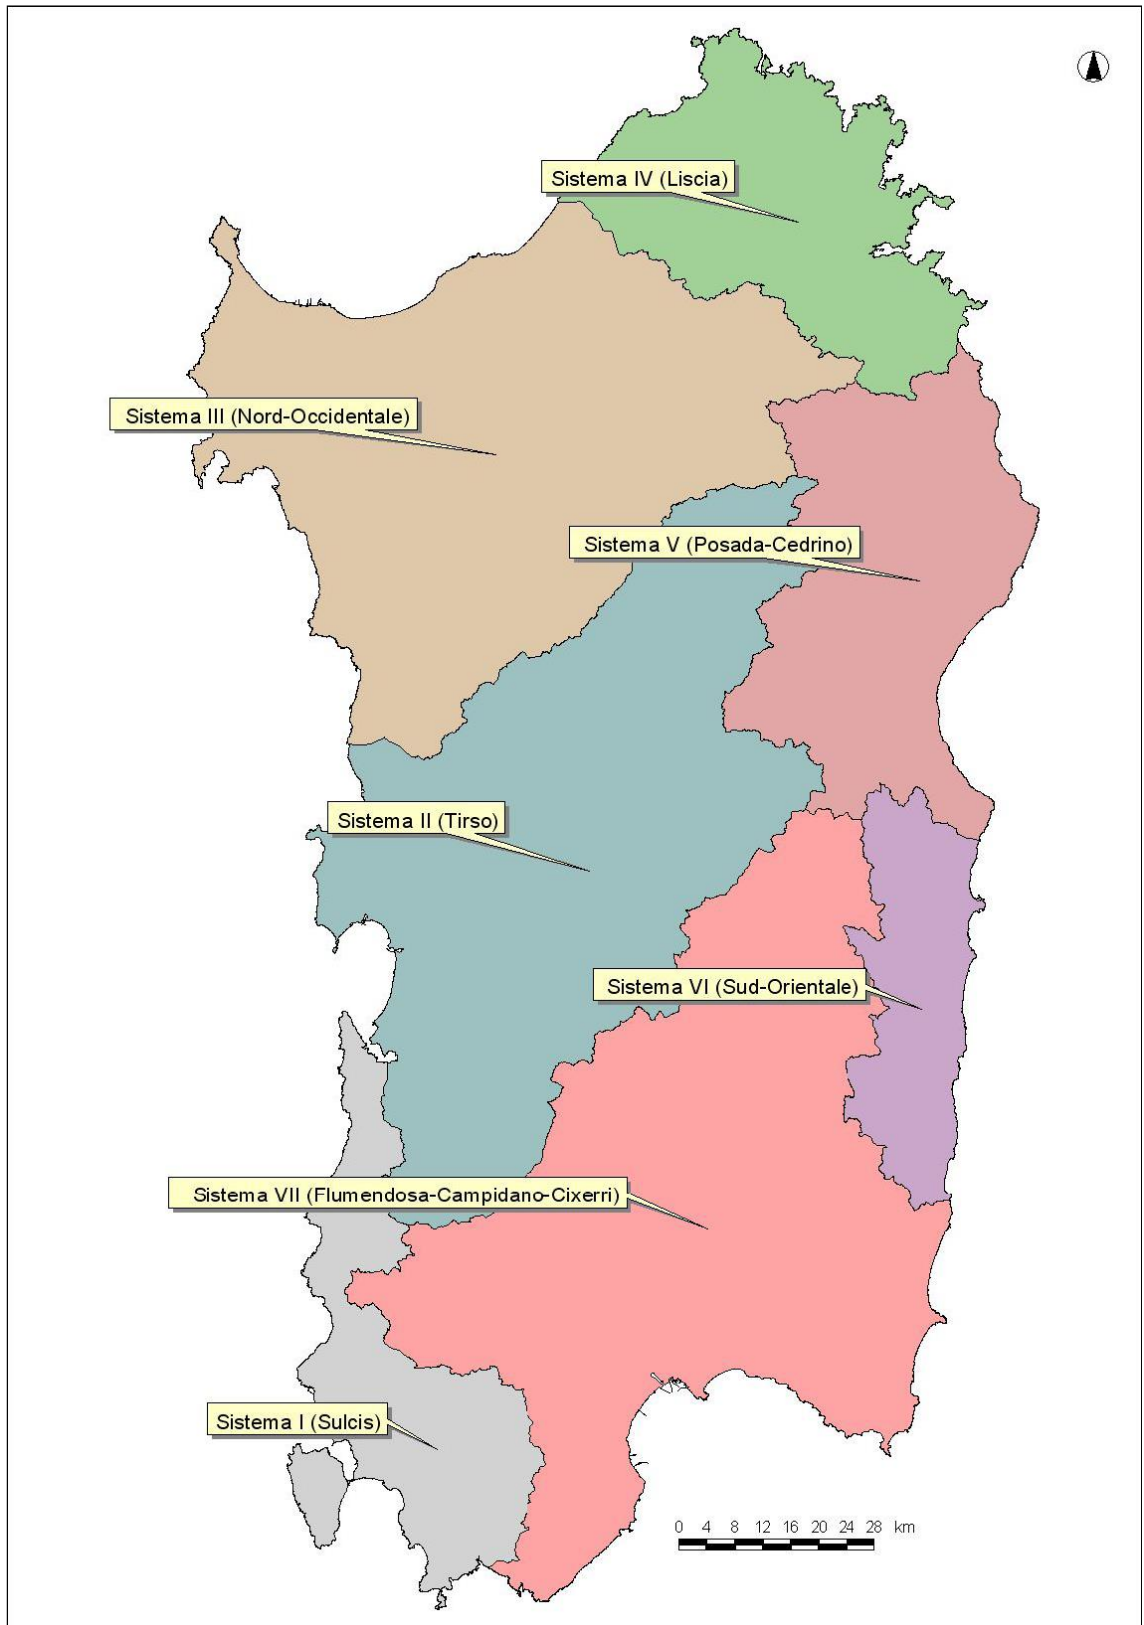 Sistema IV (Liscia)
Sistema III (Nord-Occidentale)
Sistema V (Posada-Cedrino)
Sistema II (Tirso)
Sistema VI (Sud-Orientale)
Sistema VII (Flumendosa-Campidano-Cixerri)
Sistema I (Sulcis)
0 4 8 12 16 20 24 28 km